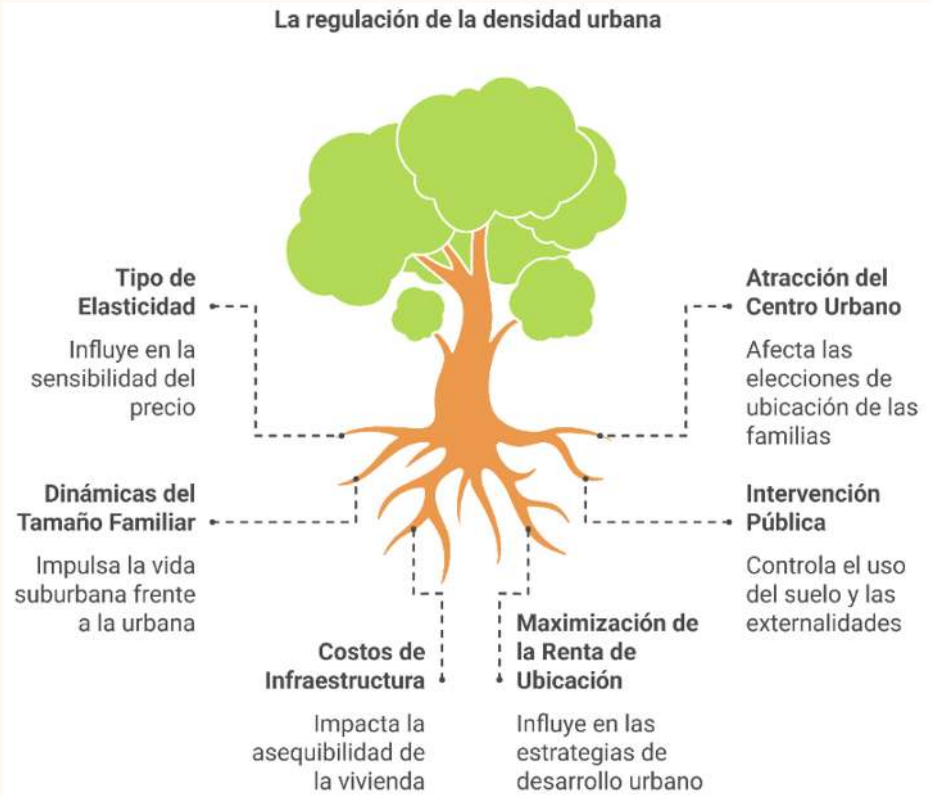 La regulación de la densidad urbana
Tipo de
Elasticidad
Influye en la
sensibilidad del
precio
Dinámicas del
Tamaño Familiar
Impulsa la vida
suburbana frente
a la urbana
Costos de
Infraestructura
Impacta la
asequibilidad de
la vivienda
Maximización de
la Renta de
Ubicación
Influye en las
estrategias de
desarrollo urbano
Atracción del
Centro Urbano
Afecta las
elecciones de
ubicación de las
familias
Intervención
Pública
Controla el uso
del suelo y las
externalidades